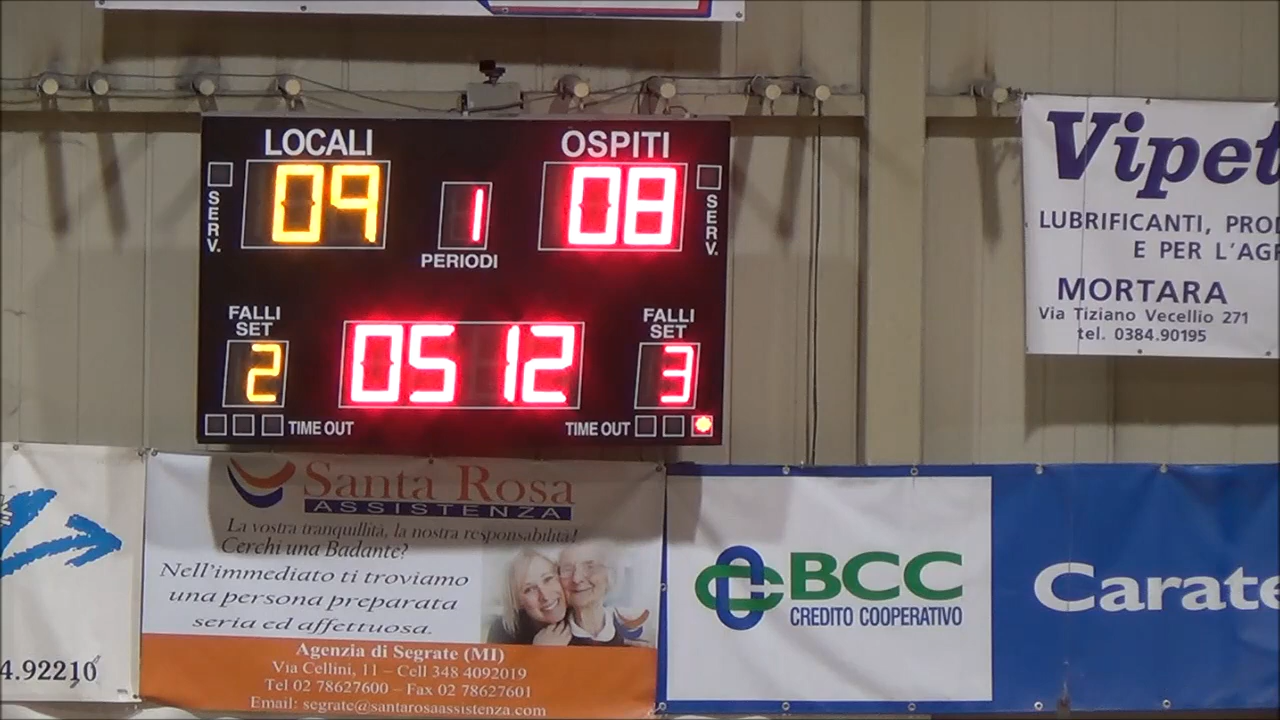 LOCALI
OSPITI
09
1
08
SERV.
SERV.
PERIODI
FALLI
SET
FALLI
SET
2
05 12
3
TIME OUT
TIME OUT
Vipet
LUBRIFICANTI, PROD
E PER L'AGR
MORTARA
Via Tiziano Vecellio 271
tel. 0384.90195
4.92210
Santa Rosa
ASSISTENZA
La vostra tranquillità, la nostra responsabilità!
Cerchi una Badante?
Nell'immediato ti troviamo
una persona preparata
seria ed affettuosa.
Agenzia di Segrate (MI)
Via Cellini, 11 – Cell 348 4092019
Tel 02 78627600 – Fax 02 78627601
Email: segrate@santarosaassistenza.com
BCC
CREDITO COOPERATIVO
Carate